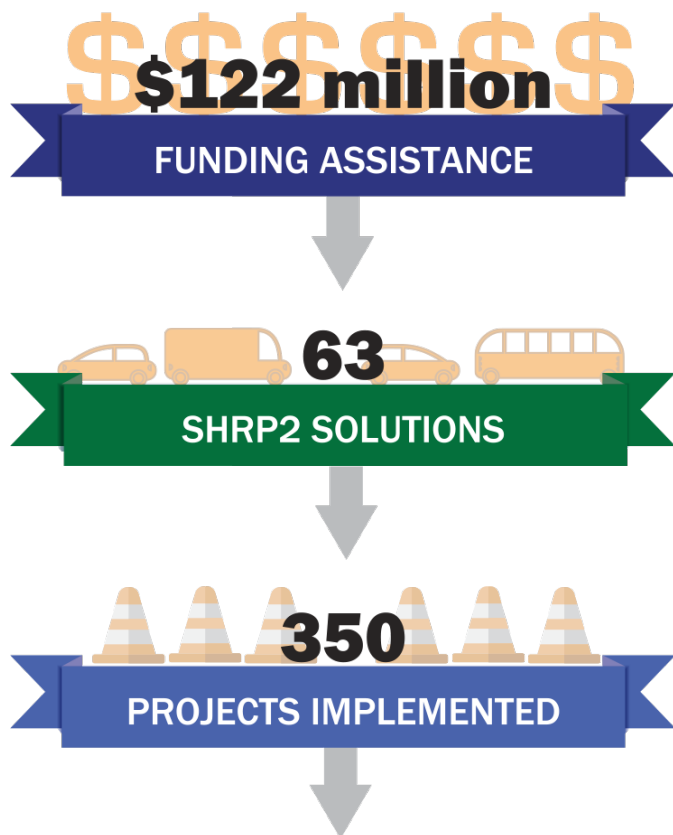 $122 million
FUNDING ASSISTANCE
63
SHRP2 SOLUTIONS
350
PROJECTS IMPLEMENTED